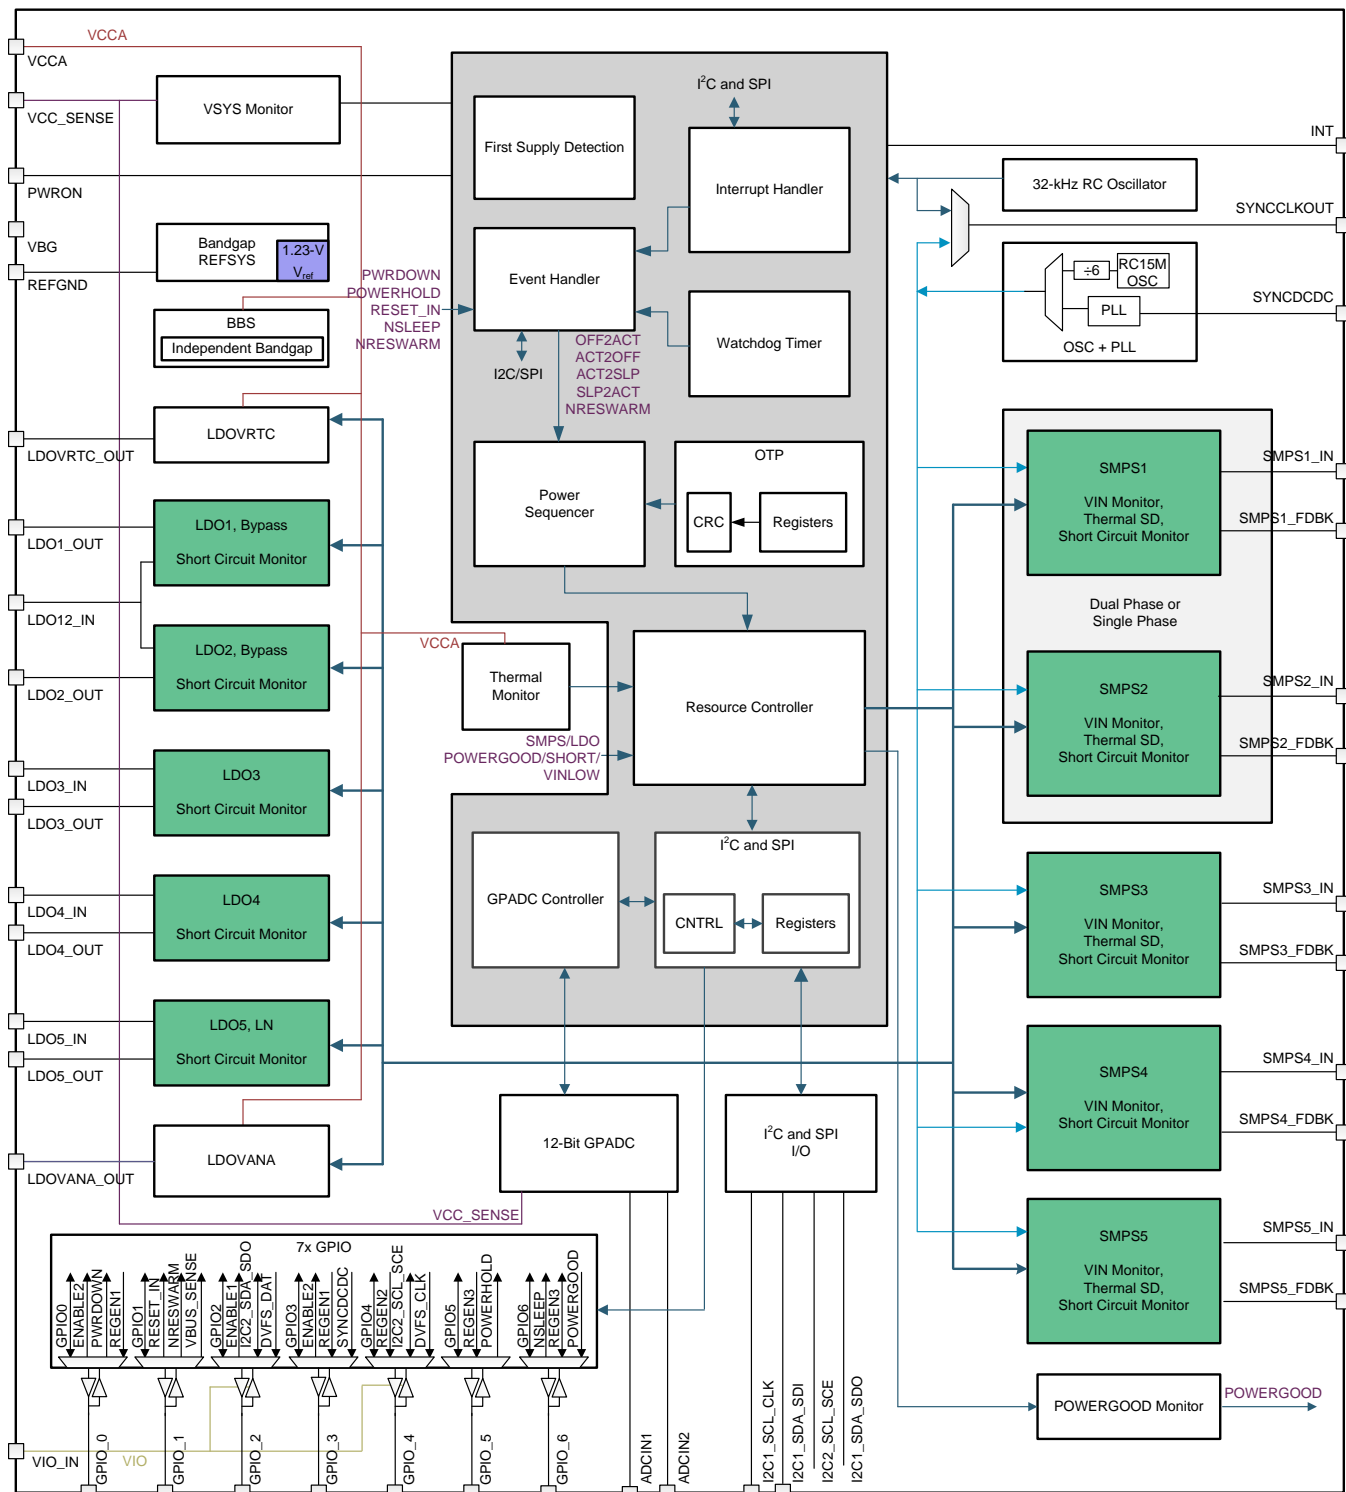 VCCA
VCCA
VCC_SENSE
VSYS Monitor
PWRON
VBG
REFGND
Bandgap
REFSYS
1.23-V
Vref
BBS
Independent Bandgap
PWRDOWN
POWERHOLD
RESET_IN
NSLEEP
NRESWARM
LDOVRTC
LDOVRTC_OUT
LDO1, Bypass
Short Circuit Monitor
LDO1_OUT
LDO12_IN
LDO2, Bypass
Short Circuit Monitor
LDO2_OUT
LDO3
Short Circuit Monitor
LDO3_IN
LDO3_OUT
LDO4
Short Circuit Monitor
LDO4_IN
LDO4_OUT
LDO5, LN
Short Circuit Monitor
LDO5_IN
LDO5_OUT
LDOVANA
LDOVANA_OUT
VCC_SENSE
First Supply Detection
I²C and SPI
Interrupt Handler
Event Handler
I2C/SPI
OFF2ACT
ACT2OFF
ACT2SLP
SLP2ACT
NRESWARM
Watchdog Timer
Power
Sequencer
OTP
CRC
Registers
VCCA
Thermal
Monitor
Resource Controller
SMPS/LDO
POWERGOOD/SHORT/
VINLOW
GPADC Controller
I²C and SPI
CNTRL
Registers
12-Bit GPADC
I²C and SPI
I/O
INT
32-kHz RC Oscillator
SYNCCLKOUT
÷6
RC15M
OSC
PLL
OSC + PLL
SYNCDCDC
SMPS1
VIN Monitor,
Thermal SD,
Short Circuit Monitor
SMPS1_IN
SMPS1_FDBK
Dual Phase or
Single Phase
SMPS2
VIN Monitor,
Thermal SD,
Short Circuit Monitor
SMPS2_IN
SMPS2_FDBK
SMPS3
VIN Monitor,
Thermal SD,
Short Circuit Monitor
SMPS3_IN
SMPS3_FDBK
SMPS4
VIN Monitor,
Short Circuit Monitor
SMPS4_IN
SMPS4_FDBK
SMPS5
VIN Monitor,
Thermal SD,
Short Circuit Monitor
SMPS5_IN
SMPS5_FDBK
POWERGOOD Monitor
POWERGOOD
7x GPIO
GPIO0
ENABLE2
PWRDOWN
REGEN1
GPIO1
RESET_IN
NRESWARM
VBUS_SENSE
GPIO2
ENABLE1
I2C2_SDA_SDO
DVFS_DAT
GPIO3
ENABLE2
REGEN1
SYNCDCDC
GPIO4
REGEN2
I2C2_SCL_SCE
DVFS_CLK
GPIO5
REGEN3
POWERHOLD
GPIO6
NSLEEP
REGEN3
POWERGOOD
VIO_IN
VIO
GPIO_0
GPIO_1
GPIO_2
GPIO_3
GPIO_4
GPIO_5
GPIO_6
ADCIN1
ADCIN2
I2C1_SCL_CLK
I2C1_SDA_SDI
I2C2_SCL_SCE
I2C1_SDA_SDO